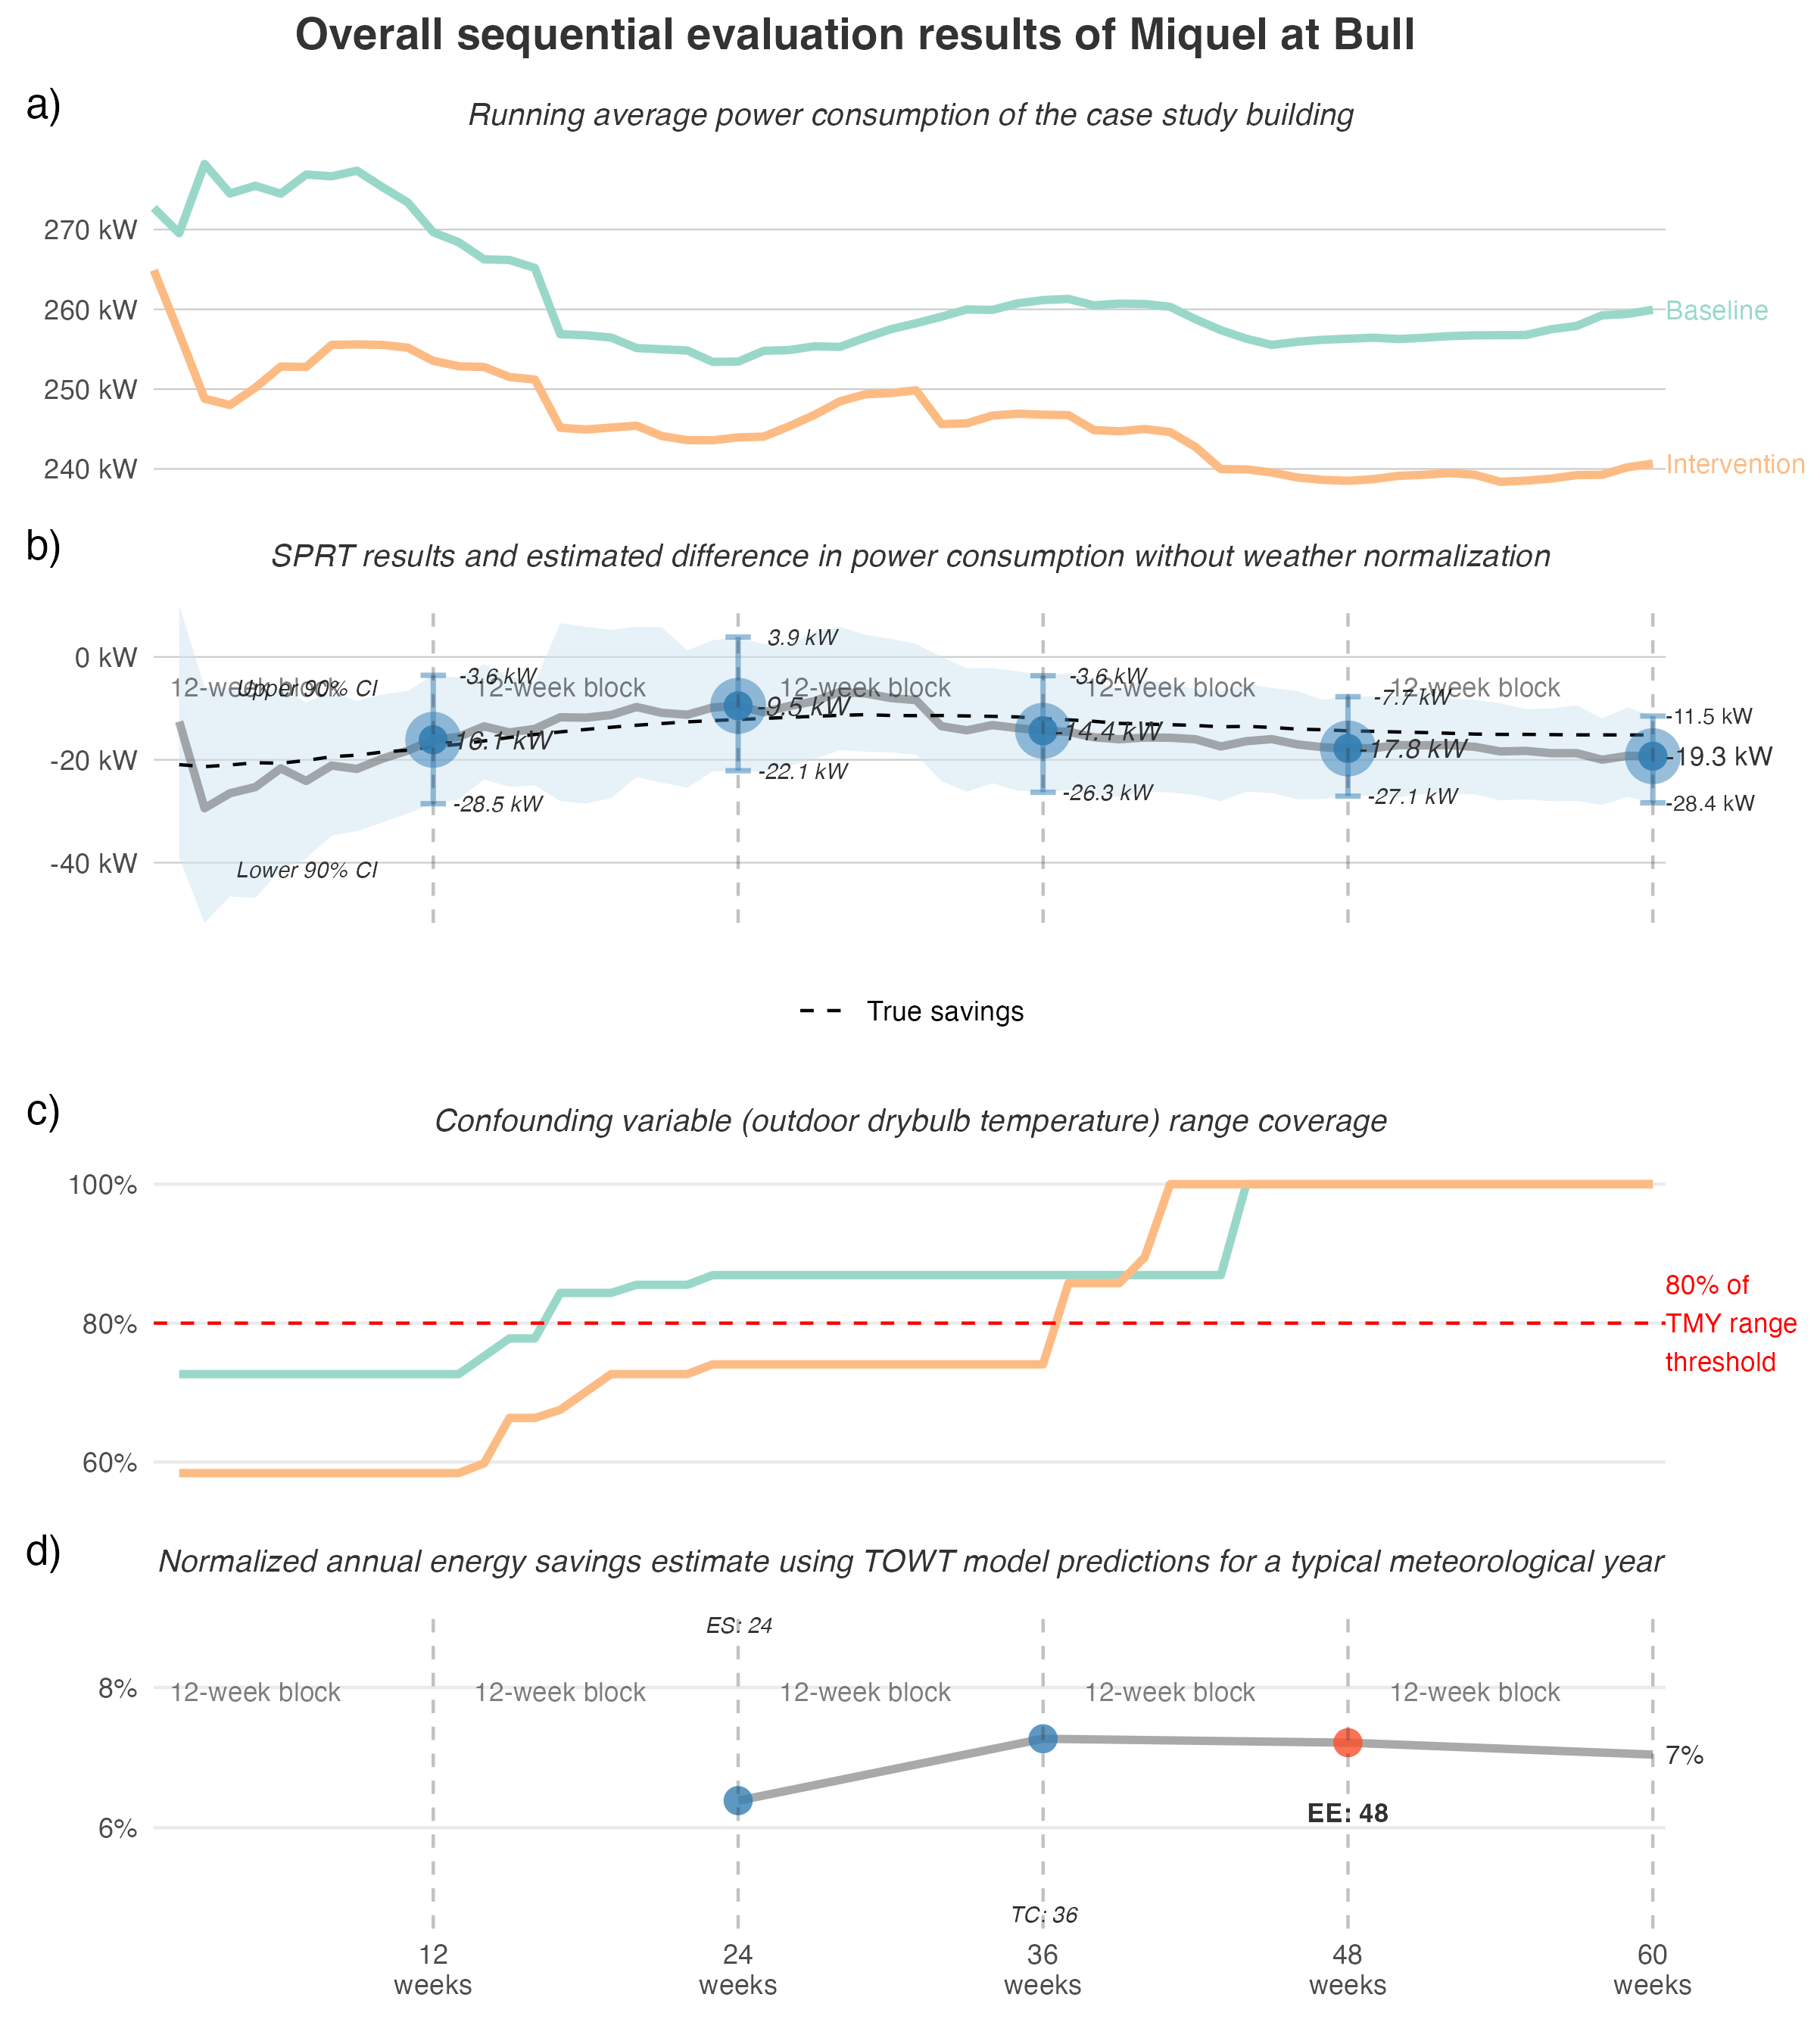 Overall sequential evaluation results of Miquel at Bull
a)
Running average power consumption of the case study building
270 kW
260 kW
250 kW
240 kW
Baseline
Intervention
b)
SPRT results and estimated difference in power consumption without weather normalization
0 kW
-20 kW
-40 kW
12-week block
12-week block
12-week block
12-week block
12-week block
Upper 90% CI
Lower 90% CI
-3.6 kW
-16.1 kW
-28.5 kW
3.9 kW
-9.5 kW
-22.1 kW
-3.6 kW
-14.4 kW
-26.3 kW
-7.7 kW
-17.8 kW
-27.1 kW
-11.5 kW
-19.3 kW
-28.4 kW
True savings
c)
Confounding variable (outdoor drybulb temperature) range coverage
100%
80%
60%
80% of
TMY range
threshold
d)
Normalized annual energy savings estimate using TOWT model predictions for a typical meteorological year
ES: 24
8%
6%
12-week block
12-week block
12-week block
12-week block
12-week block
7%
EE: 48
TC: 36
12
weeks
24
weeks
36
weeks
48
weeks
60
weeks